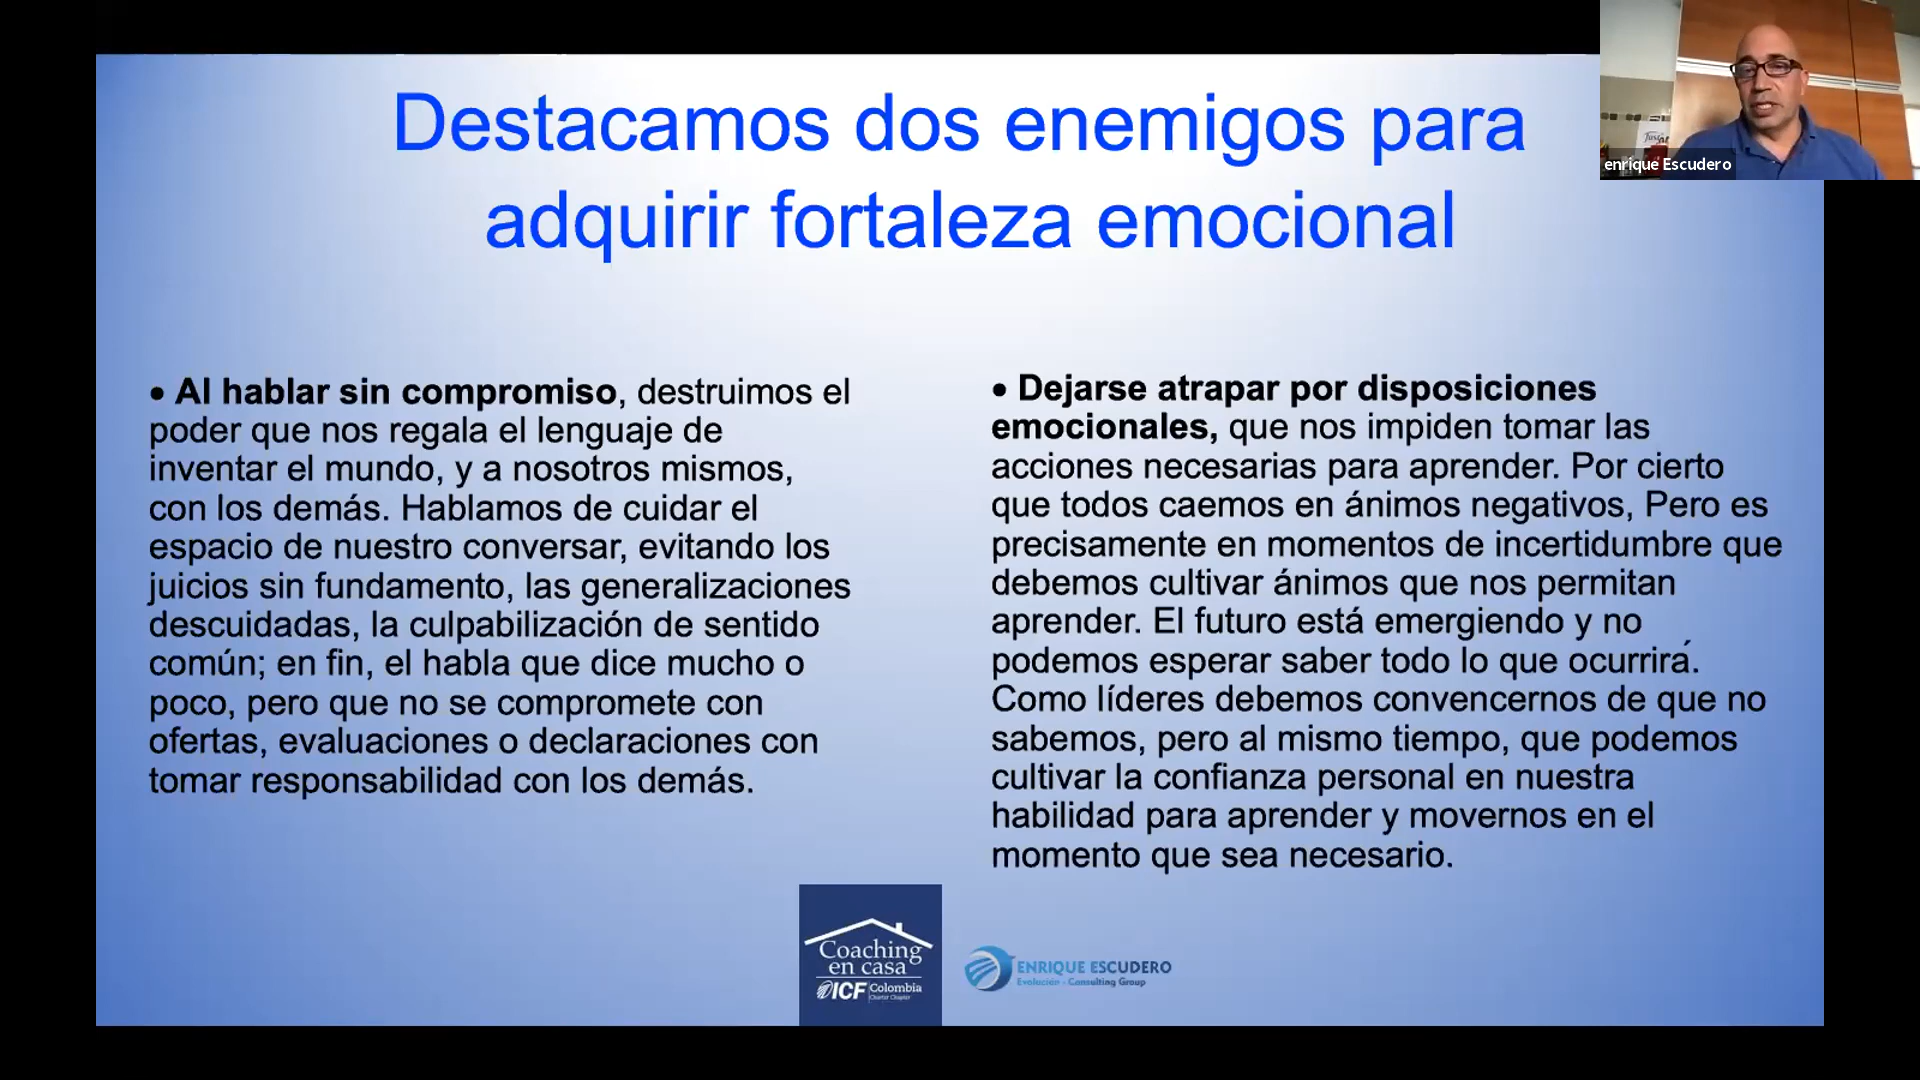 Destacamos dos enemigos para
adquirir fortaleza emocional
enrique Escudero
• Al hablar sin compromiso, destruimos el
poder que nos regala el lenguaje de
inventar el mundo, y a nosotros mismos,
con los demás. Hablamos de cuidar el
espacio de nuestro conversar, evitando los
juicios sin fundamento, las generalizaciones
descuidadas, la culpabilización de sentido
común; en fin, el habla que dice mucho o
poco, pero que no se compromete con
ofertas, evaluaciones o declaraciones con
tomar responsabilidad con los demás.
• Dejarse atrapar por disposiciones
emocionales, que nos impiden tomar las
acciones necesarias para aprender. Por cierto
que todos caemos en ánimos negativos, Pero es
precisamente en momentos de incertidumbre que
debemos cultivar ánimos que nos permitan
aprender. El futuro está emergiendo y no
podemos esperar saber todo lo que ocurrirá.
Como líderes debemos convencernos de que no
sabemos, pero al mismo tiempo, que podemos
cultivar la confianza personal en nuestra
habilidad para aprender y movernos en el
momento que sea necesario.
Coaching
en casa
ICF Colombia
Charter Chapter
ENRIQUE ESCUDERO
Evolución - Consulting Group